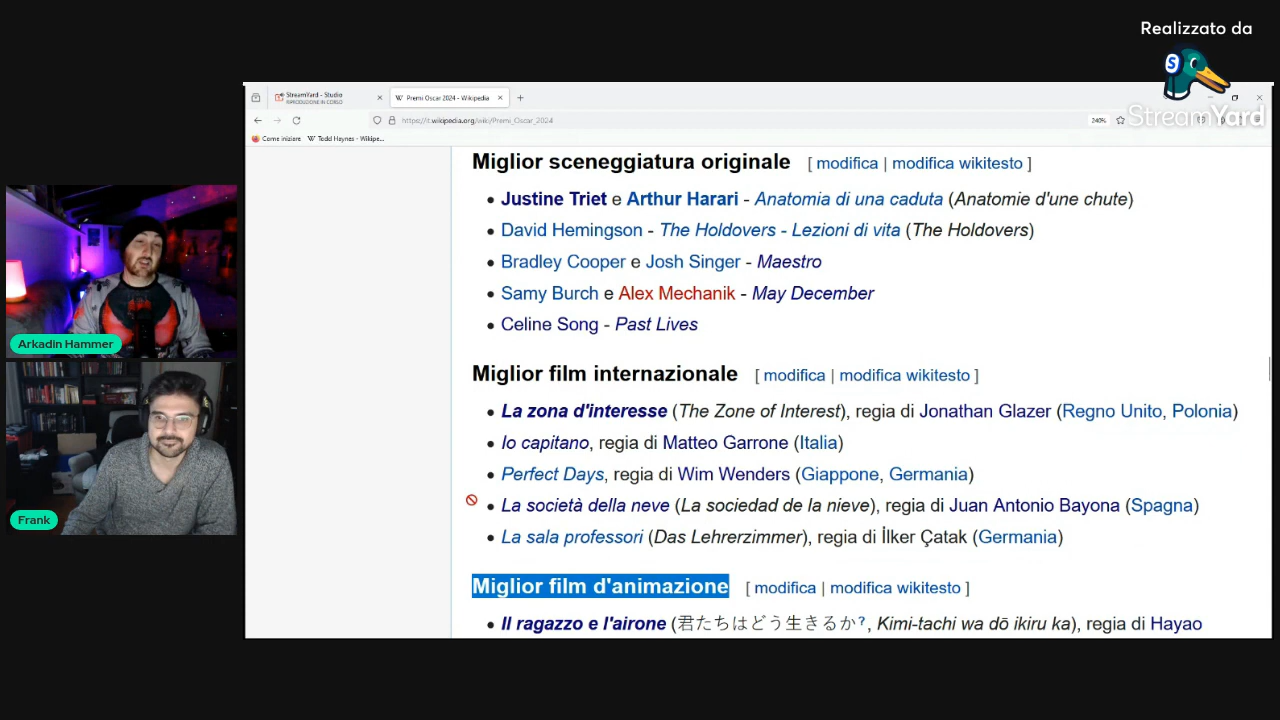 Realizzato da
S
StreamYard
StreamYard - Studio
RIPRODUZIONE IN CORSO
Premi Oscar 2024 - Wikipedia
https://it.wikipedia.org/wiki/Premi_Oscar_2024
240%
Come iniziare
Todd Haynes - Wikipe...
Miglior sceneggiatura originale [ modifica | modifica wikitesto ]
• Justine Triet e Arthur Harari - Anatomia di una caduta (Anatomie d'une chute)
• David Hemingson - The Holdovers - Lezioni di vita (The Holdovers)
• Bradley Cooper e Josh Singer - Maestro
• Samy Burch e Alex Mechanik - May December
• Celine Song - Past Lives
Miglior film internazionale [ modifica | modifica wikitesto ]
• La zona d'interesse (The Zone of Interest), regia di Jonathan Glazer (Regno Unito, Polonia)
• Io capitano, regia di Matteo Garrone (Italia)
• Perfect Days, regia di Wim Wenders (Giappone, Germania)
• La società della neve (La sociedad de la nieve), regia di Juan Antonio Bayona (Spagna)
• La sala professori (Das Lehrerzimmer), regia di İlker Çatak (Germania)
Miglior film d'animazione [ modifica | modifica wikitesto ]
• Il ragazzo e l'airone (君たちはどう生きるか?, Kimi-tachi wa dō ikiru ka), regia di Hayao
Arkadin Hammer
Frank